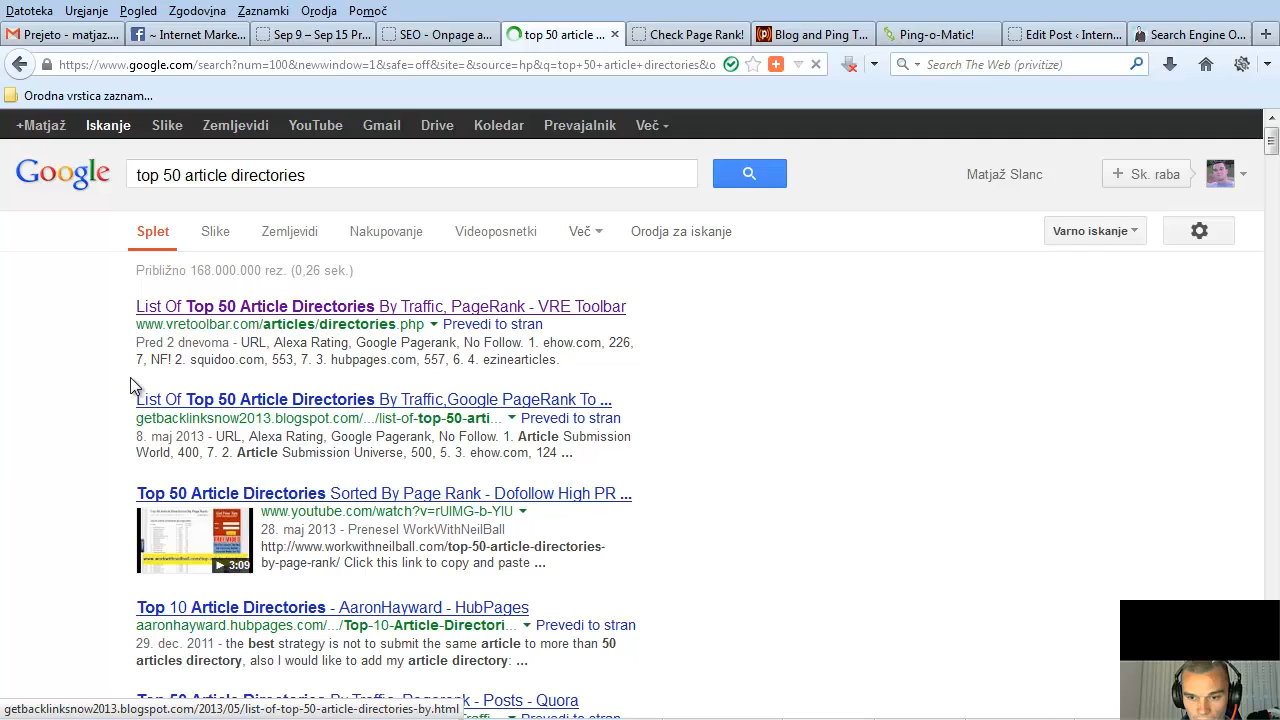 Datoteka Urejanje Pogled Zgodovina Zaznamki Orodja Pomoč
Prejeto - matjaz.... ~ Internet Marke... Sep 9 – Sep 15 Pr... SEO - Onpage a... top 50 article ... × Check Page Rank! Blog and Ping T... Ping-o-Matic! Edit Post ‹ Intern... Search Engine O...
https://www.google.com/search?num=100&newwindow=1&safe=off&site=&source=hp&q=top+50+article+directories&o Search The Web (privitize)
Orodna vrstica zaznam...
+Matjaž Iskanje Slike Zemljevidi YouTube Gmail Drive Koledar Prevajalnik Več
Google top 50 article directories Matjaž Slanc + Sk. raba
Splet Slike Zemljevidi Nakupovanje Videoposnetki Več Orodja za iskanje Varno iskanje
Približno 168.000.000 rez. (0,26 sek.)
List Of Top 50 Article Directories By Traffic, PageRank - VRE Toolbar
www.vretoolbar.com/articles/directories.php Prevedi to stran
Pred 2 dnevoma - URL, Alexa Rating, Google Pagerank, No Follow. 1. ehow.com, 226,
7, NF! 2. squidoo.com, 553, 7. 3. hubpages.com, 557, 6. 4. ezinearticles.
List Of Top 50 Article Directories By Traffic,Google PageRank To ...
getbacklinksnow2013.blogspot.com/.../list-of-top-50-arti... Prevedi to stran
8. maj 2013 - URL, Alexa Rating, Google Pagerank, No Follow. 1. Article Submission
World, 400, 7. 2. Article Submission Universe, 500, 5. 3. ehow.com, 124 ...
Top 50 Article Directories Sorted By Page Rank - Dofollow High PR ...
www.youtube.com/watch?v=rUlMG-b-YlU
28. maj 2013 - Prenesel WorkWithNeilBall
http://www.workwithneilball.com/top-50-article-directories-
by-page-rank/ Click this link to copy and paste ...
3:09
Top 10 Article Directories - AaronHayward - HubPages
aaronhayward.hubpages.com/.../Top-10-Article-Directori... Prevedi to stran
29. dec. 2011 - the best strategy is not to submit the same article to more than 50
articles directory, also I would like to add my article directory: ...
Top 50 Article Directories By Traffic, Pagerank - Posts - Quora
getbacklinksnow2013.blogspot.com/2013/05/list-of-top-50-article-directories-by.html